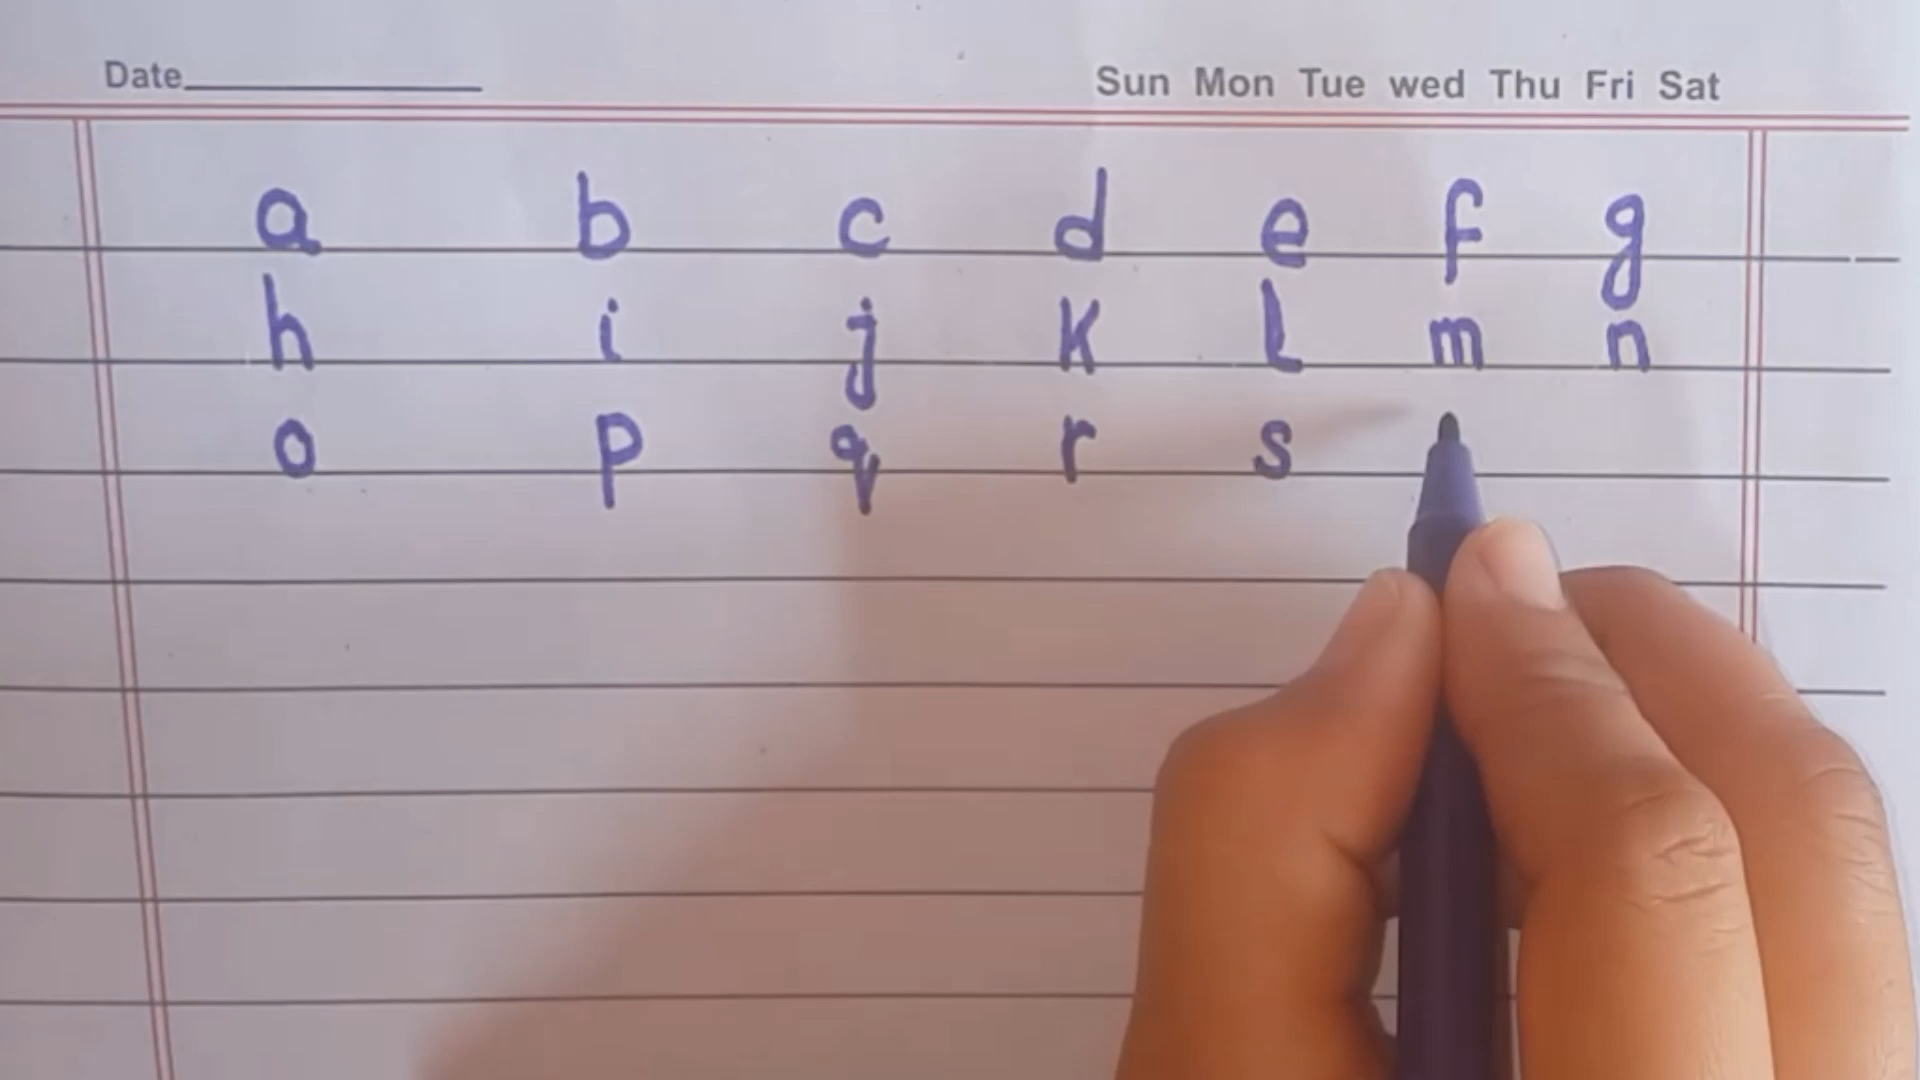 Date Sun Mon Tue wed Thu Fri Sat
a b c d e f g
h i j k l m n
o p q r s